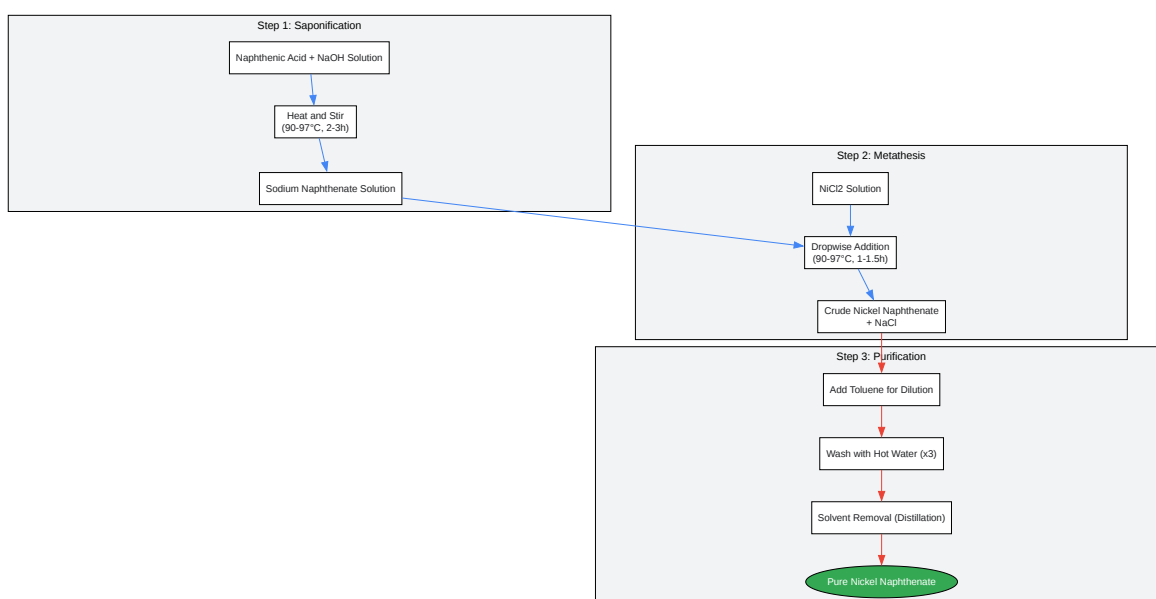 Step 1: Saponification
Naphthenic Acid + NaOH Solution
Heat and Stir
(90-97°C, 2-3h)
Sodium Naphthenate Solution
Step 2: Metathesis
NiCl2 Solution
Dropwise Addition
(90-97°C, 1-1.5h)
Crude Nickel Naphthenate
+ NaCl
Step 3: Purification
Add Toluene for Dilution
Wash with Hot Water (x3)
Solvent Removal (Distillation)
Pure Nickel Naphthenate